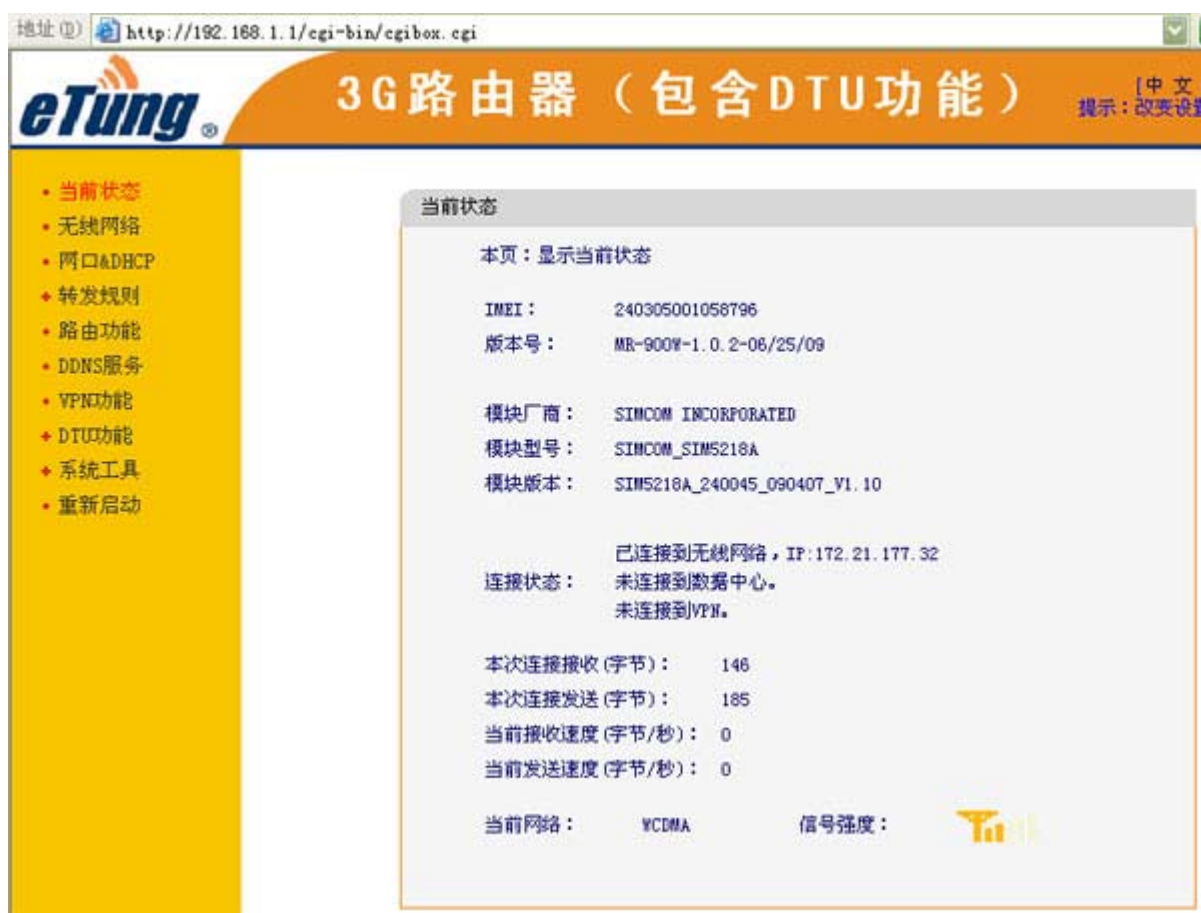 地址(D) http://192.168.1.1/cgi-bin/cgibox.cgi
eTung®
3G路由器（包含DTU功能）
[中 文
提示：改变设置
• 当前状态
• 无线网络
• 网口&DHCP
+ 转发规则
• 路由功能
• DDNS服务
• VPN功能
+ DTU功能
+ 系统工具
• 重新启动
当前状态
本页：显示当前状态
IMEI： 240305001058796
版本号： MR-900W-1.0.2-06/25/09
模块厂商： SIMCOM INCORPORATED
模块型号： SIMCOM_SIM5218A
模块版本： SIM5218A_240045_090407_V1.10
已连接到无线网络，IP:172.21.177.32
连接状态： 未连接到数据中心。
未连接到VPN。
本次连接接收(字节)： 146
本次连接发送(字节)： 185
当前接收速度(字节/秒)： 0
当前发送速度(字节/秒)： 0
当前网络： WCDMA 信号强度：